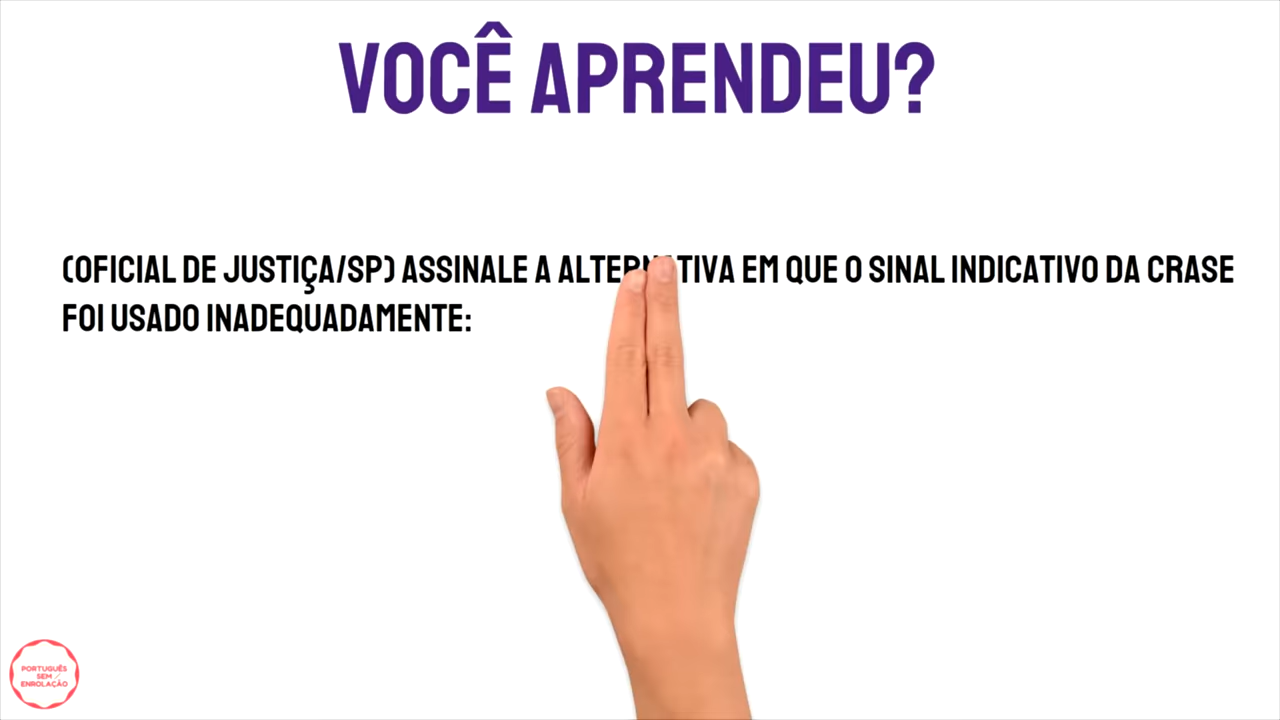 VOCÊ APRENDEU?
(OFICIAL DE JUSTIÇA/SP) ASSINALE A ALTERNATIVA EM QUE O SINAL INDICATIVO DA CRASE
FOI USADO INADEQUADAMENTE:
PORTUGUÊS
SEM
ENROLAÇÃO